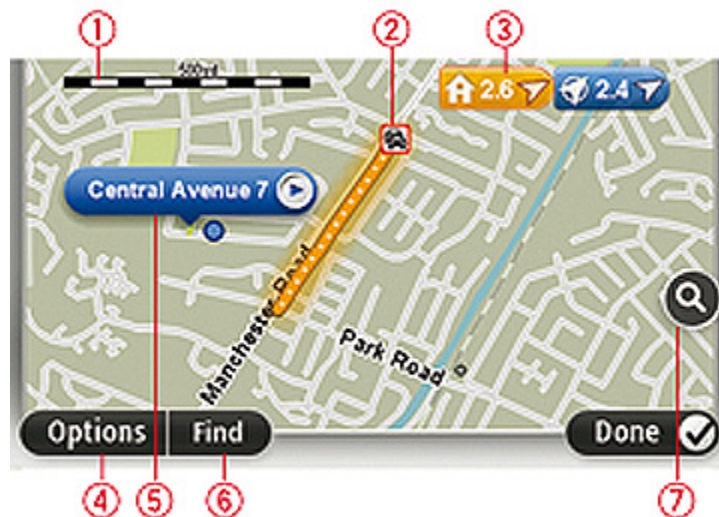 ① ② ③
500yd
2.6 2.4
Central Avenue 7
Manchester Road
Park Road
Options Find Done
④ ⑤ ⑥ ⑦